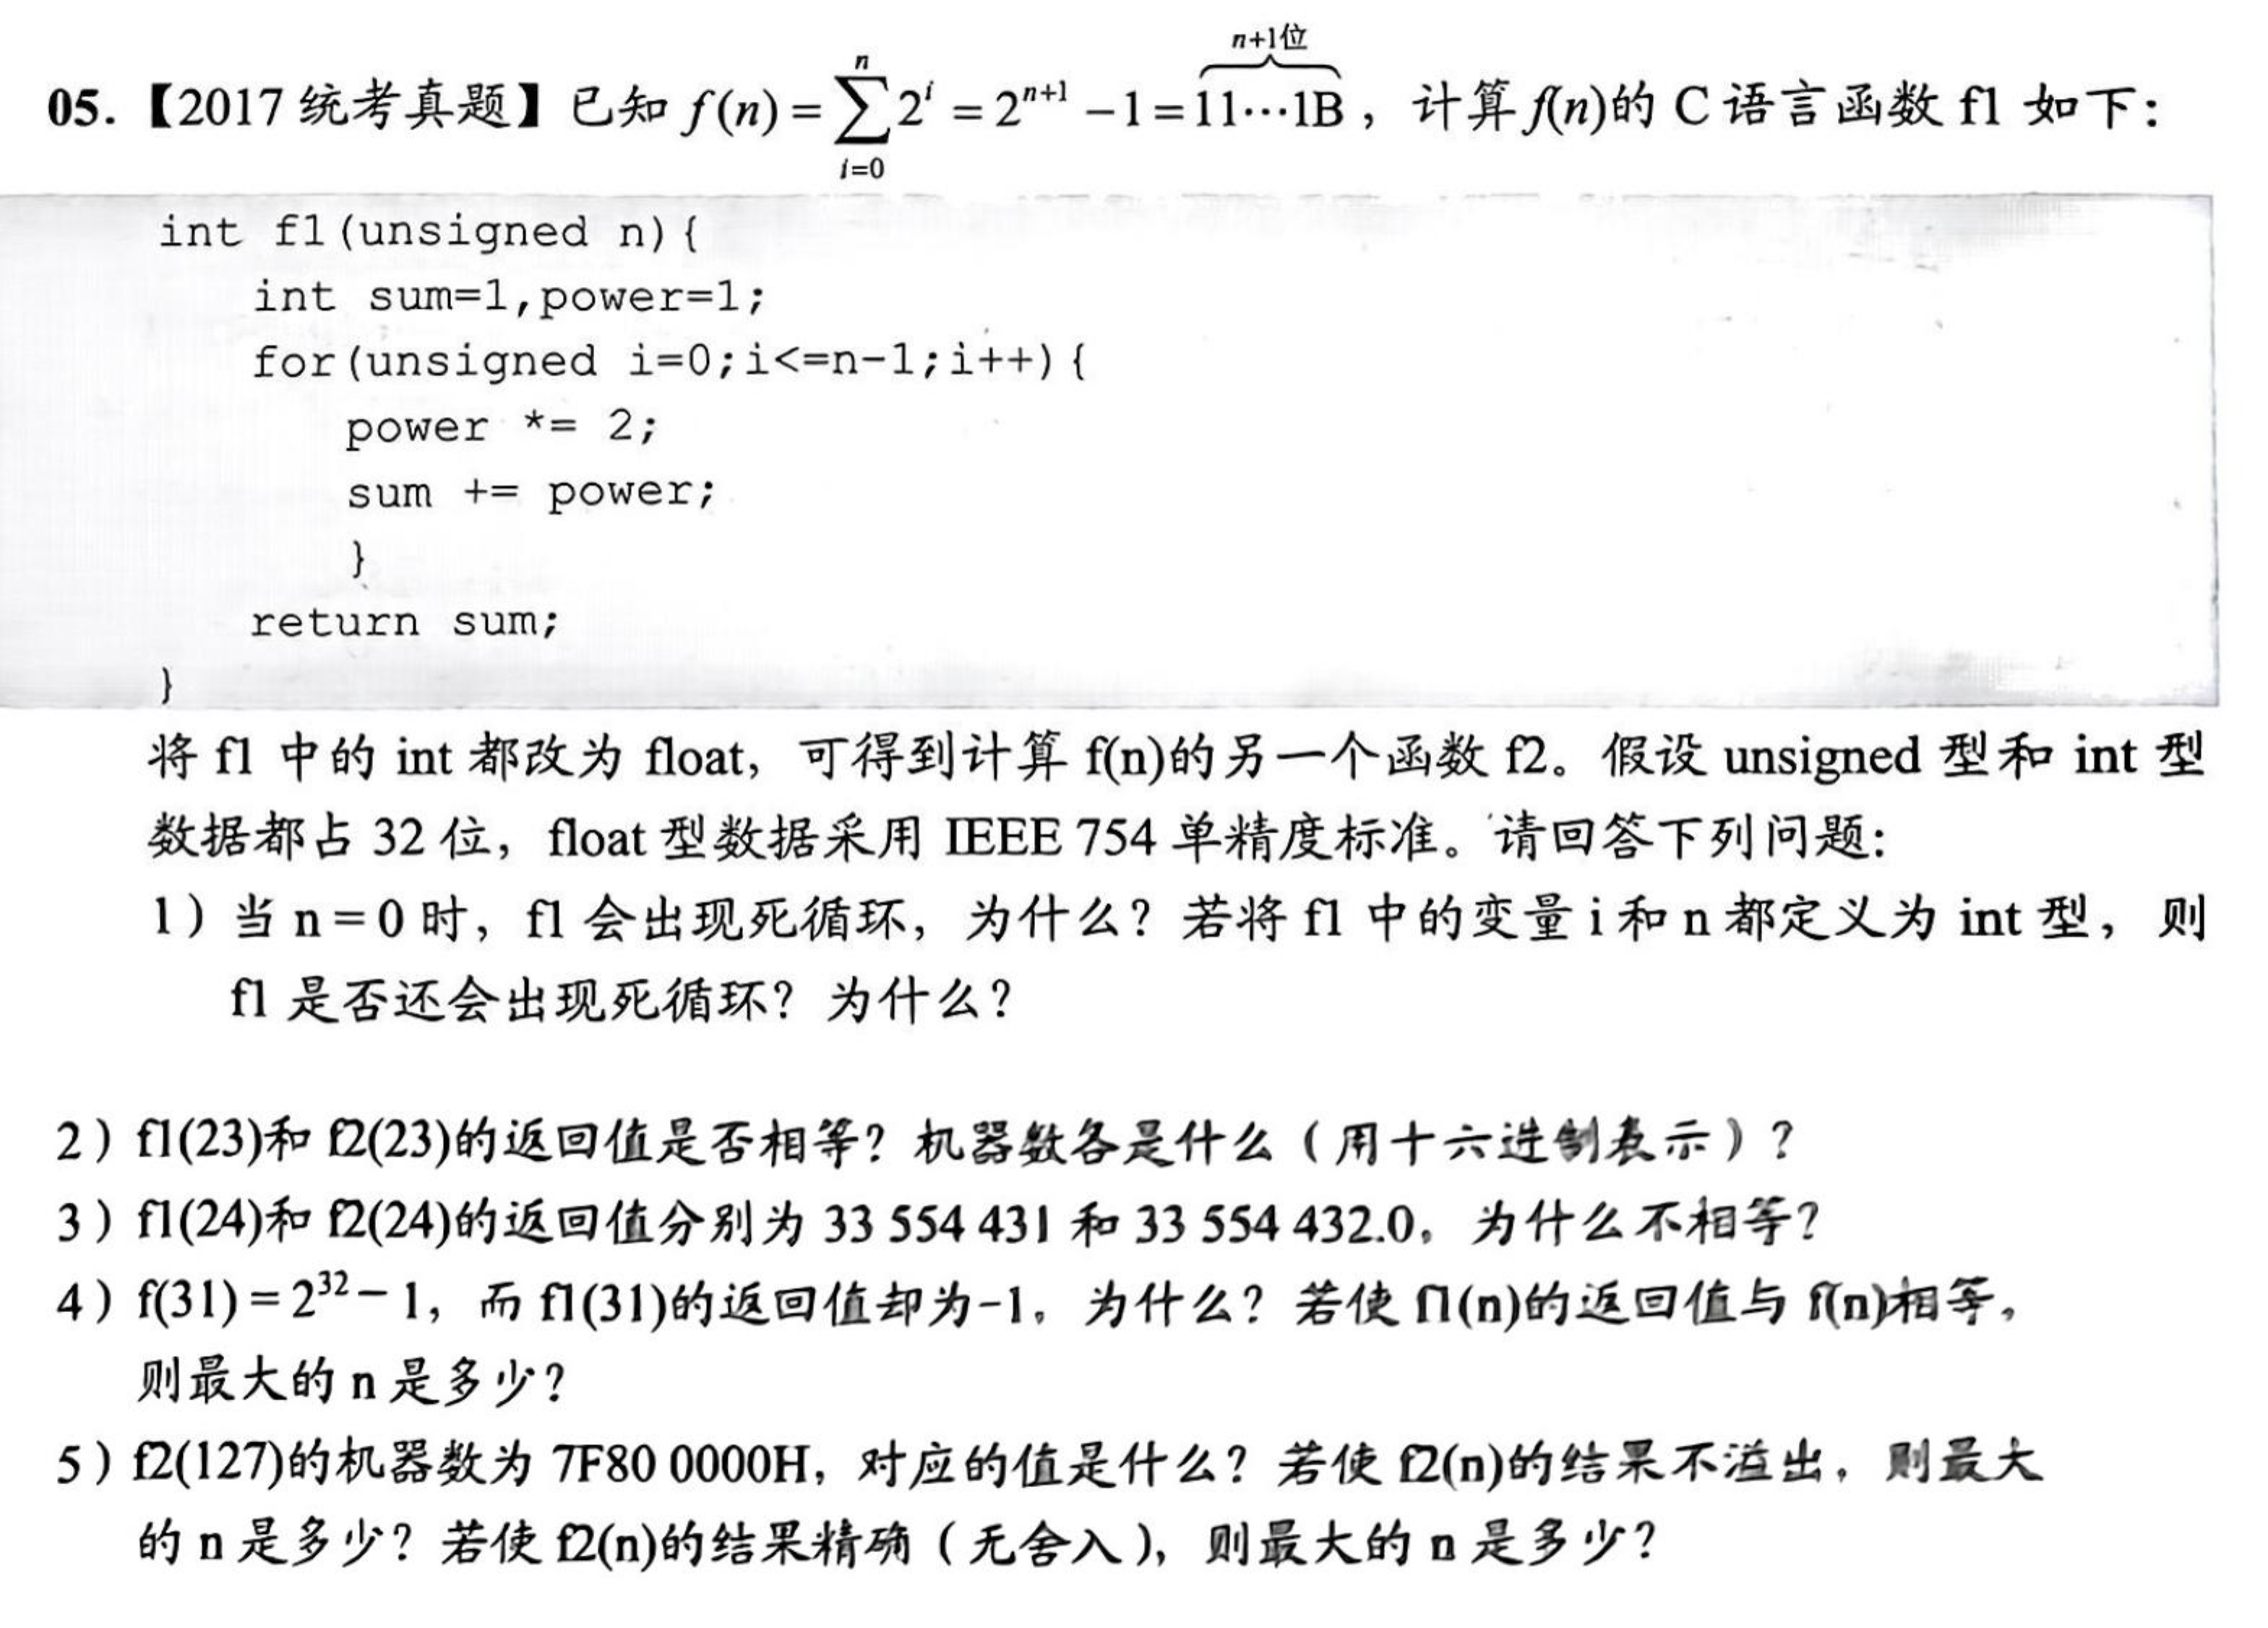 n+1位
05.【2017 统考真题】已知 f(n) = ∑_{i=0}^{n} 2^i = 2^{n+1} − 1 = 11⋯1B，计算 f(n)的 C 语言函数 f1 如下：
int f1(unsigned n){
int sum=1,power=1;
for(unsigned i=0;i<=n-1;i++){
power *= 2;
sum += power;
}
return sum;
}
将 f1 中的 int 都改为 float，可得到计算 f(n)的另一个函数 f2。假设 unsigned 型和 int 型
数据都占 32 位，float 型数据采用 IEEE 754 单精度标准。请回答下列问题：
1）当 n = 0 时，f1 会出现死循环，为什么？若将 f1 中的变量 i 和 n 都定义为 int 型，则
f1 是否还会出现死循环？为什么？
2）f1(23)和 f2(23)的返回值是否相等？机器数各是什么（用十六进制表示）？
3）f1(24)和 f2(24)的返回值分别为 33 554 431 和 33 554 432.0，为什么不相等？
4）f(31) = 2^{32} − 1，而 f1(31)的返回值却为−1，为什么？若使 f1(n)的返回值与 f(n)相等，
则最大的 n 是多少？
5）f2(127)的机器数为 7F80 0000H，对应的值是什么？若使 f2(n)的结果不溢出，则最大
的 n 是多少？若使 f2(n)的结果精确（无舍入），则最大的 n 是多少？